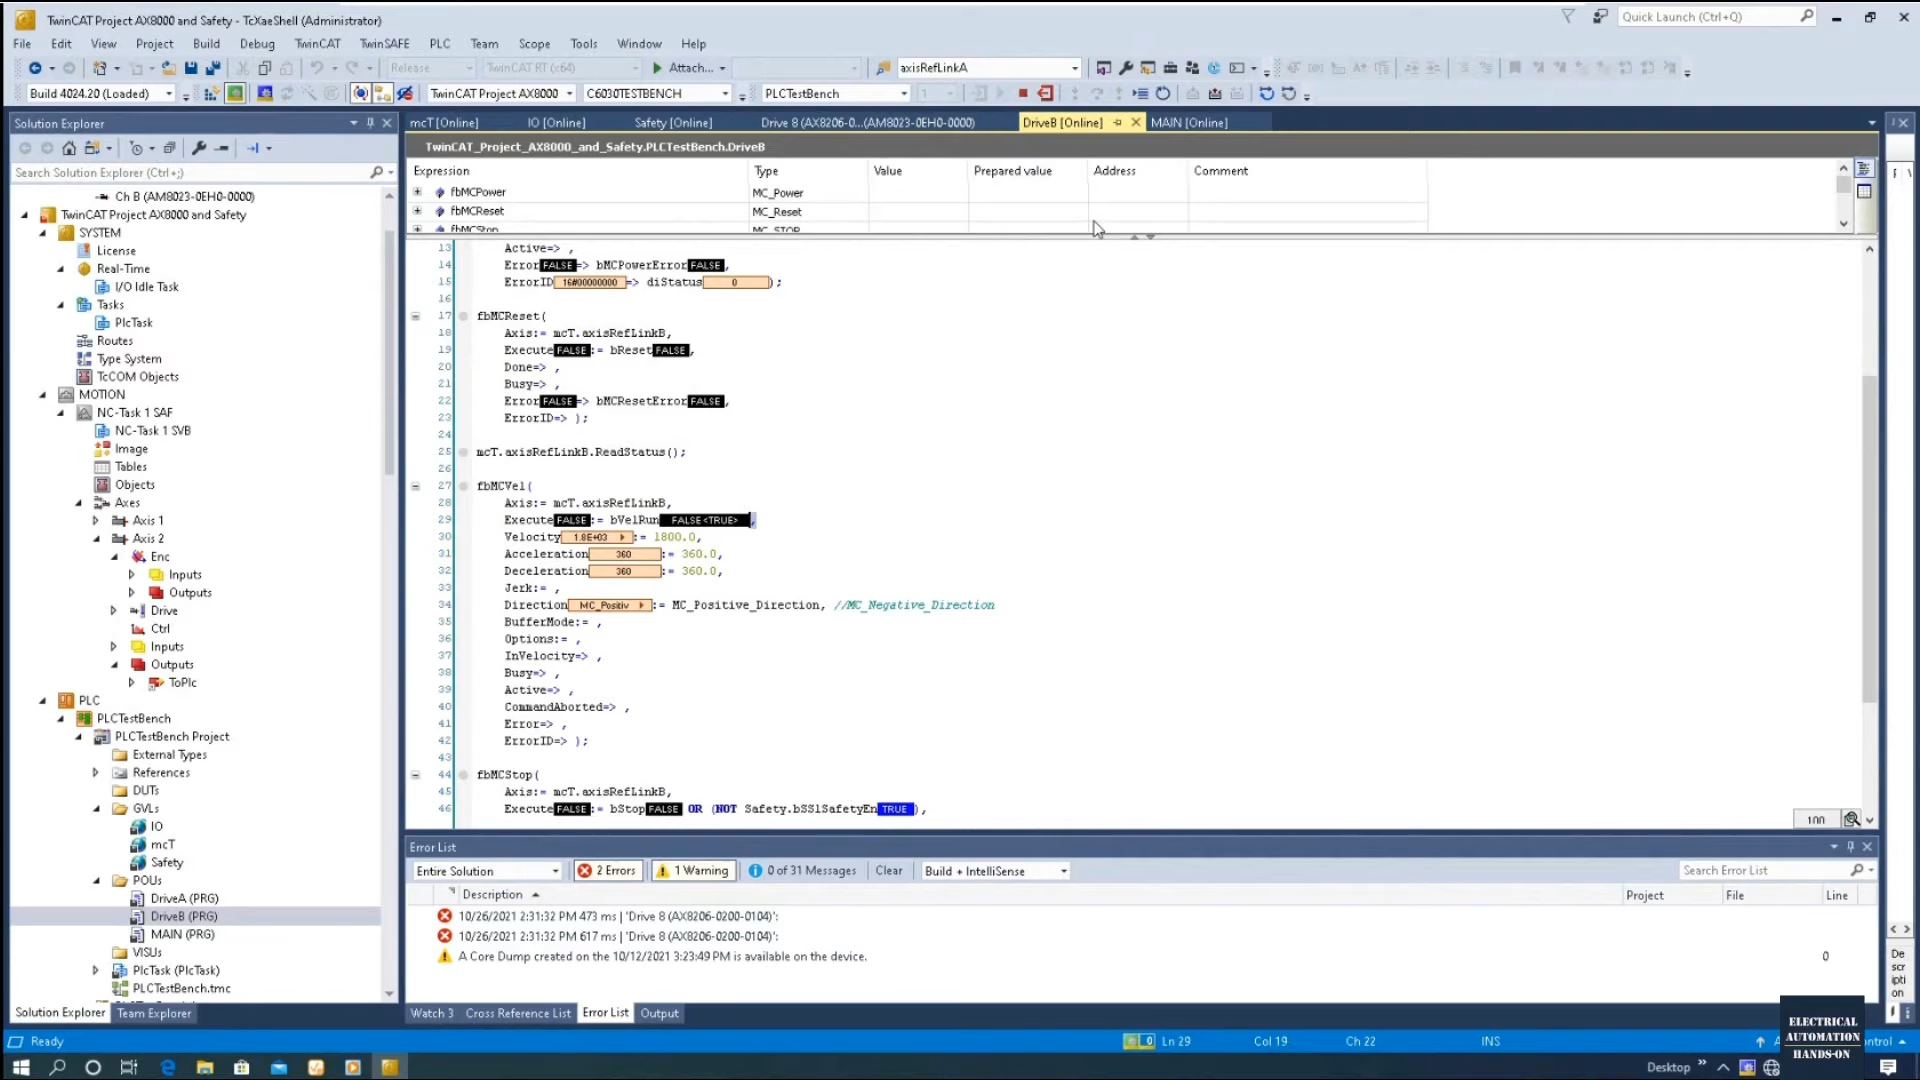 TwinCAT Project AX8000 and Safety - TcXaeShell (Administrator)
Quick Launch (Ctrl+Q)
File Edit View Project Build Debug TwinCAT TwinSAFE PLC Team Scope Tools Window Help
Release TwinCAT RT (x64) Attach... axisRefLinkA
Build 4024.20 (Loaded) TwinCAT Project AX8000 C6030TESTBENCH PLCTestBench 1
Solution Explorer
Search Solution Explorer (Ctrl+;)
Ch B (AM8023-0EH0-0000)
TwinCAT Project AX8000 and Safety
SYSTEM
License
Real-Time
I/O Idle Task
Tasks
PlcTask
Routes
Type System
TcCOM Objects
MOTION
NC-Task 1 SAF
NC-Task 1 SVB
Image
Tables
Objects
Axes
Axis 1
Axis 2
Enc
Inputs
Outputs
Drive
Ctrl
Inputs
Outputs
ToPlc
PLC
PLCTestBench
PLCTestBench Project
External Types
References
DUTs
GVLs
IO
mcT
Safety
POUs
DriveA (PRG)
DriveB (PRG)
MAIN (PRG)
VISUs
PlcTask (PlcTask)
PLCTestBench.tmc
Solution Explorer Team Explorer
mcT [Online] IO [Online] Safety [Online] Drive 8 (AX8206-0...(AM8023-0EH0-0000) DriveB [Online] MAIN [Online]
TwinCAT_Project_AX8000_and_Safety.PLCTestBench.DriveB
Expression Type Value Prepared value Address Comment
fbMCPower MC_Power
fbMCReset MC_Reset
fbMCStop MC_STOP
13 Active=> ,
14 Error FALSE => bMCPowerError FALSE ,
15 ErrorID 16#00000000 => diStatus 0 );
16
17 fbMCReset(
18 Axis:= mcT.axisRefLinkB,
19 Execute FALSE := bReset FALSE ,
20 Done=> ,
21 Busy=> ,
22 Error FALSE => bMCResetError FALSE ,
23 ErrorID=> );
24
25 mcT.axisRefLinkB.ReadStatus();
26
27 fbMCVel(
28 Axis:= mcT.axisRefLinkB,
29 Execute FALSE := bVelRun FALSE<TRUE> ,
30 Velocity 1.8E+03 := 1800.0,
31 Acceleration 360 := 360.0,
32 Deceleration 360 := 360.0,
33 Jerk:= ,
34 Direction MC_Positiv := MC_Positive_Direction, //MC_Negative_Direction
35 BufferMode:= ,
36 Options:= ,
37 InVelocity=> ,
38 Busy=> ,
39 Active=> ,
40 CommandAborted=> ,
41 Error=> ,
42 ErrorID=> );
43
44 fbMCStop(
45 Axis:= mcT.axisRefLinkB,
46 Execute FALSE := bStop FALSE OR (NOT Safety.bSS1SafetyEn TRUE ),
100
Error List
Entire Solution 2 Errors 1 Warning 0 of 31 Messages Clear Build + IntelliSense Search Error List
Description Project File Line
10/26/2021 2:31:32 PM 473 ms | 'Drive 8 (AX8206-0200-0104)':
10/26/2021 2:31:32 PM 617 ms | 'Drive 8 (AX8206-0200-0104)':
A Core Dump created on the 10/12/2021 3:23:49 PM is available on the device. 0
Watch 3 Cross Reference List Error List Output
De
scr
ipti
on
Ready 0 Ln 29 Col 19 Ch 22 INS
ELECTRICAL
AUTOMATION
HANDS-ON
Desktop